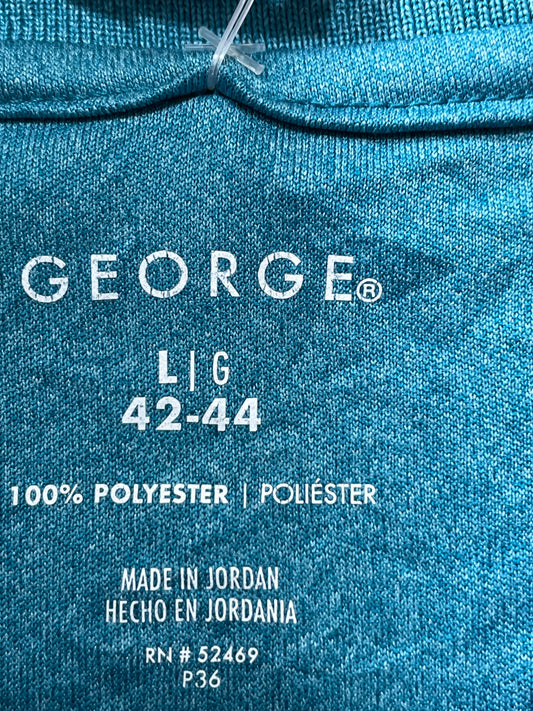 GEORGE®
L | G
42-44
100% POLYESTER | POLIÉSTER
MADE IN JORDAN
HECHO EN JORDANIA
RN # 52469
P36